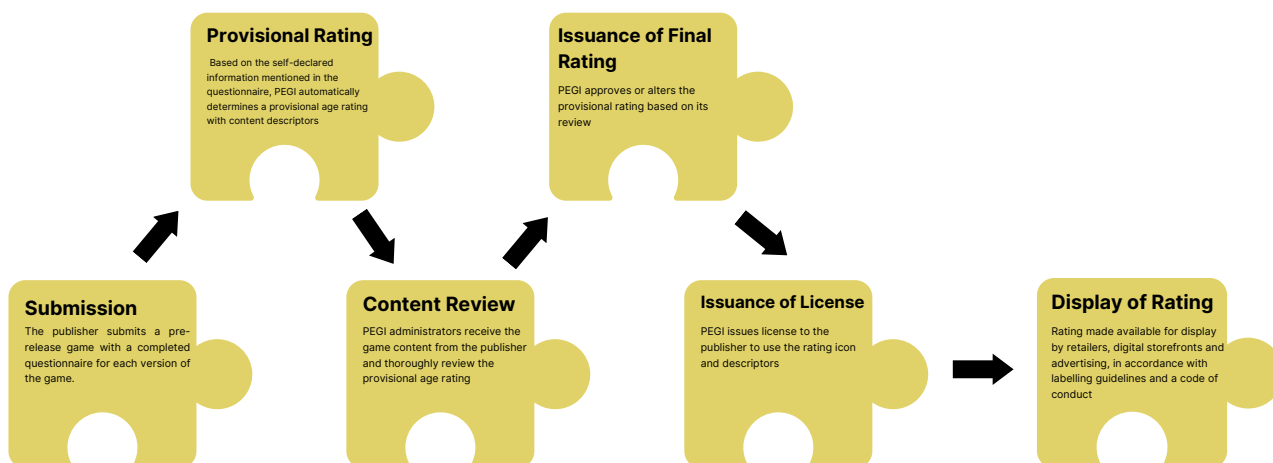 Submission
The publisher submits a pre-
release game with a completed
questionnaire for each version of
the game.
Provisional Rating
Based on the self-declared
information mentioned in the
questionnaire, PEGI automatically
determines a provisional age rating
with content descriptors
Content Review
PEGI administrators receive the
game content from the publisher
and thoroughly review the
provisional age rating
Issuance of Final
Rating
PEGI approves or alters the
provisional rating based on its
review
Issuance of License
PEGI issues license to the
publisher to use the rating icon
and descriptors
Display of Rating
Rating made available for display
by retailers, digital storefronts and
advertising, in accordance with
labelling guidelines and a code of
conduct